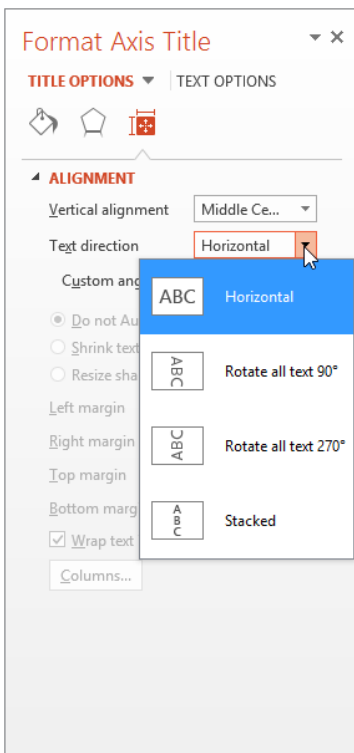 Format Axis Title
TITLE OPTIONS TEXT OPTIONS
ALIGNMENT
Vertical alignment Middle Ce...
Text direction Horizontal
Custom ang
ABC Horizontal
Do not Au
Shrink text
ABC Rotate all text 90°
Resize sha
Left margin
Right margin
ABC Rotate all text 270°
Top margin
Bottom marg
ABC Stacked
Wrap text
Columns...